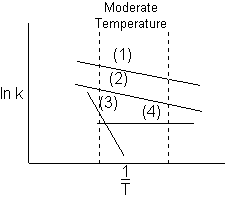 Moderate
Temperature
(1)
(2)
ln k
(3)
(4)
1
T